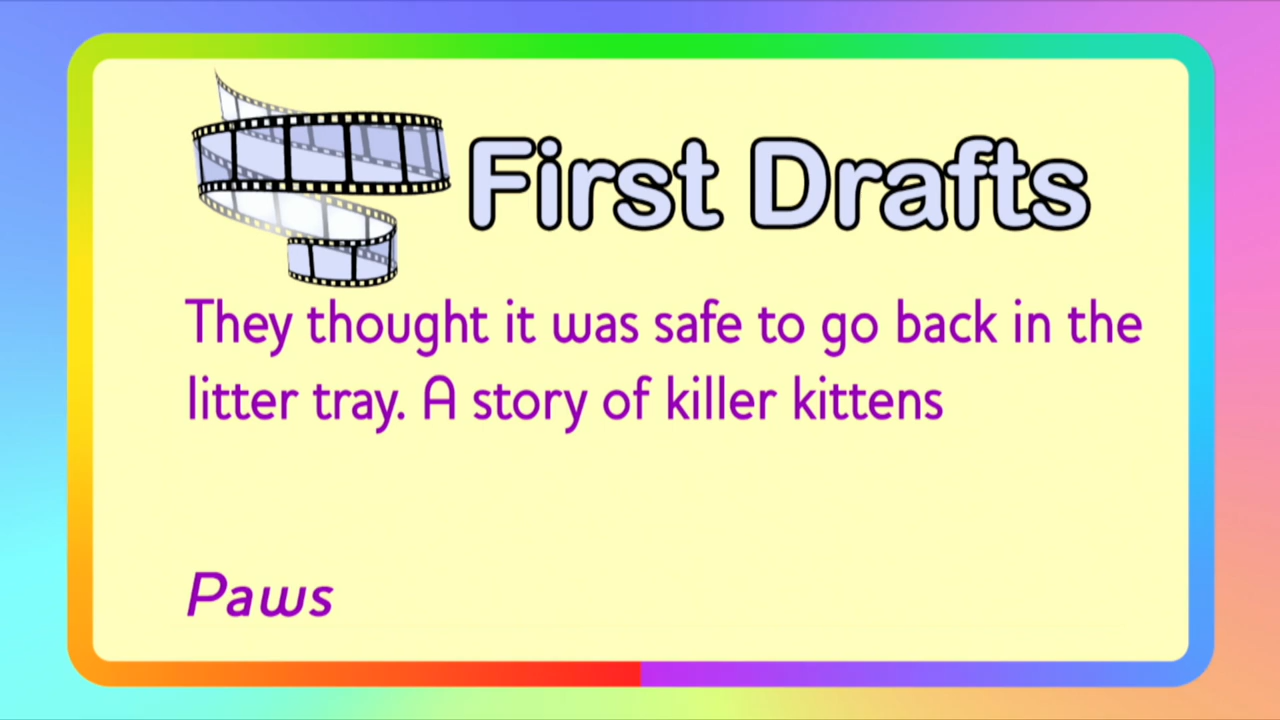 First Drafts
They thought it was safe to go back in the
litter tray. A story of killer kittens
Paws